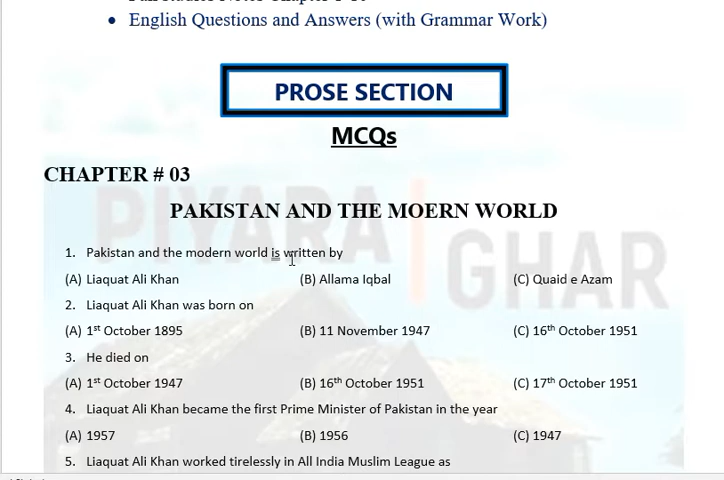 English Questions and Answers (with Grammar Work)
PROSE SECTION
MCQs
CHAPTER # 03
PAKISTAN AND THE MOERN WORLD
PIYARA GHAR
1. Pakistan and the modern world is written by
(A) Liaquat Ali Khan (B) Allama Iqbal (C) Quaid e Azam
2. Liaquat Ali Khan was born on
(A) 1st October 1895 (B) 11 November 1947 (C) 16th October 1951
3. He died on
(A) 1st October 1947 (B) 16th October 1951 (C) 17th October 1951
4. Liaquat Ali Khan became the first Prime Minister of Pakistan in the year
(A) 1957 (B) 1956 (C) 1947
5. Liaquat Ali Khan worked tirelessly in All India Muslim League as